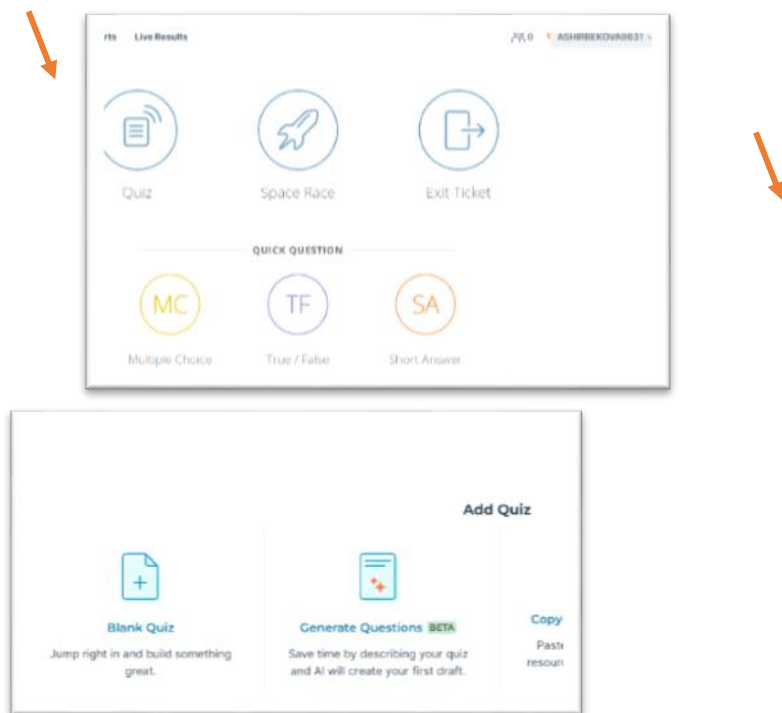 rts Live Results 0 ASHIRBEKOVA8631
Quiz Space Race Exit Ticket
QUICK QUESTION
MC TF SA
Multiple Choice True / False Short Answer
Add Quiz
Blank Quiz Generate Questions BETA Copy
Jump right in and build something Save time by describing your quiz Paste
great. and AI will create your first draft. resour